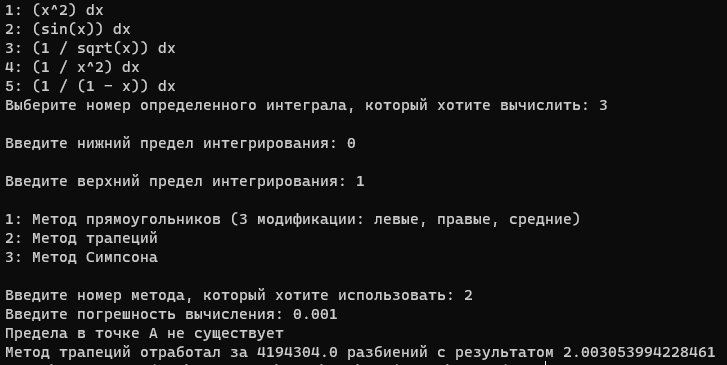 1: (x^2) dx
2: (sin(x)) dx
3: (1 / sqrt(x)) dx
4: (1 / x^2) dx
5: (1 / (1 - x)) dx
Выберите номер определенного интеграла, который хотите вычислить: 3
Введите нижний предел интегрирования: 0
Введите верхний предел интегрирования: 1
1: Метод прямоугольников (3 модификации: левые, правые, средние)
2: Метод трапеций
3: Метод Симпсона
Введите номер метода, который хотите использовать: 2
Введите погрешность вычисления: 0.001
Предела в точке A не существует
Метод трапеций отработал за 4194304.0 разбиений с результатом 2.003053994228461